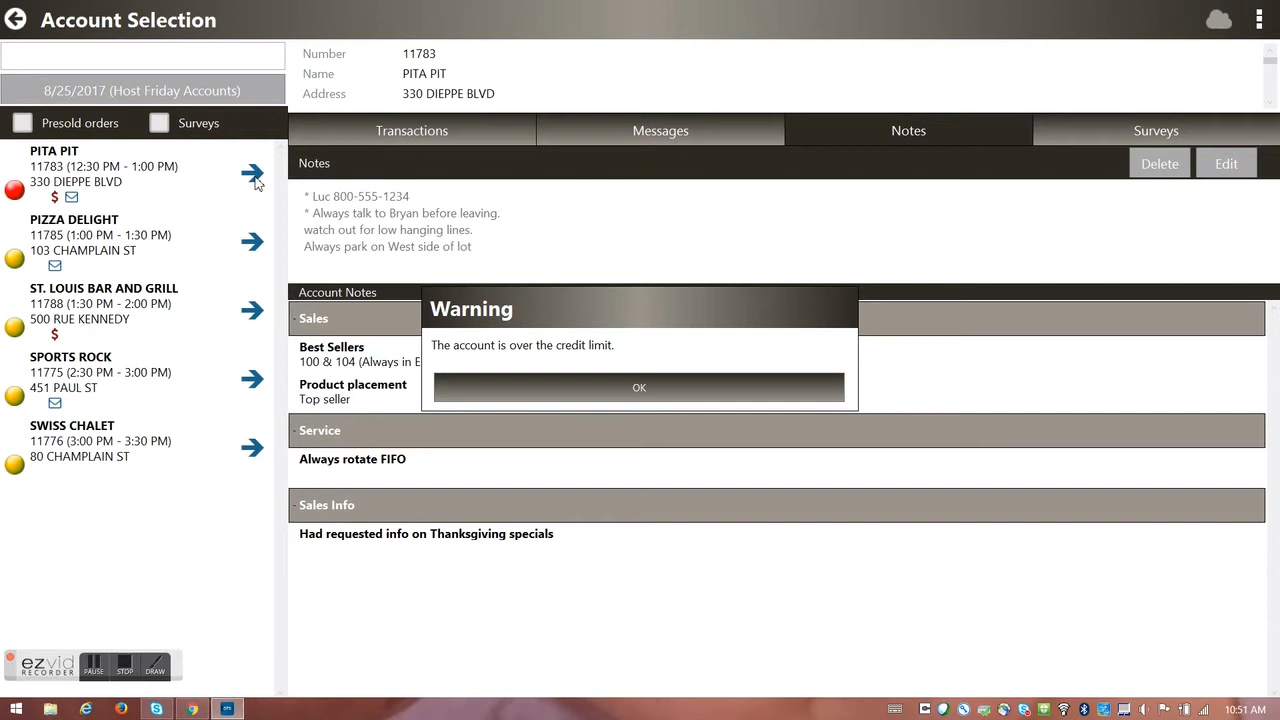 Account Selection
8/25/2017 (Host Friday Accounts)
Presold orders
Surveys
PITA PIT
11783 (12:30 PM - 1:00 PM)
330 DIEPPE BLVD
$
PIZZA DELIGHT
11785 (1:00 PM - 1:30 PM)
103 CHAMPLAIN ST
ST. LOUIS BAR AND GRILL
11788 (1:30 PM - 2:00 PM)
500 RUE KENNEDY
$
SPORTS ROCK
11775 (2:30 PM - 3:00 PM)
451 PAUL ST
SWISS CHALET
11776 (3:00 PM - 3:30 PM)
80 CHAMPLAIN ST
Number 11783
Name PITA PIT
Address 330 DIEPPE BLVD
Transactions
Messages
Notes
Surveys
Notes
Delete
Edit
* Luc 800-555-1234
* Always talk to Bryan before leaving.
watch out for low hanging lines.
Always park on West side of lot
Account Notes
- Sales
Best Sellers
100 & 104 (Always in E
Product placement
Top seller
- Service
Always rotate FIFO
- Sales Info
Had requested info on Thanksgiving specials
Warning
The account is over the credit limit.
OK
ezvid
RECORDER
PAUSE
STOP
DRAW
10:51 AM